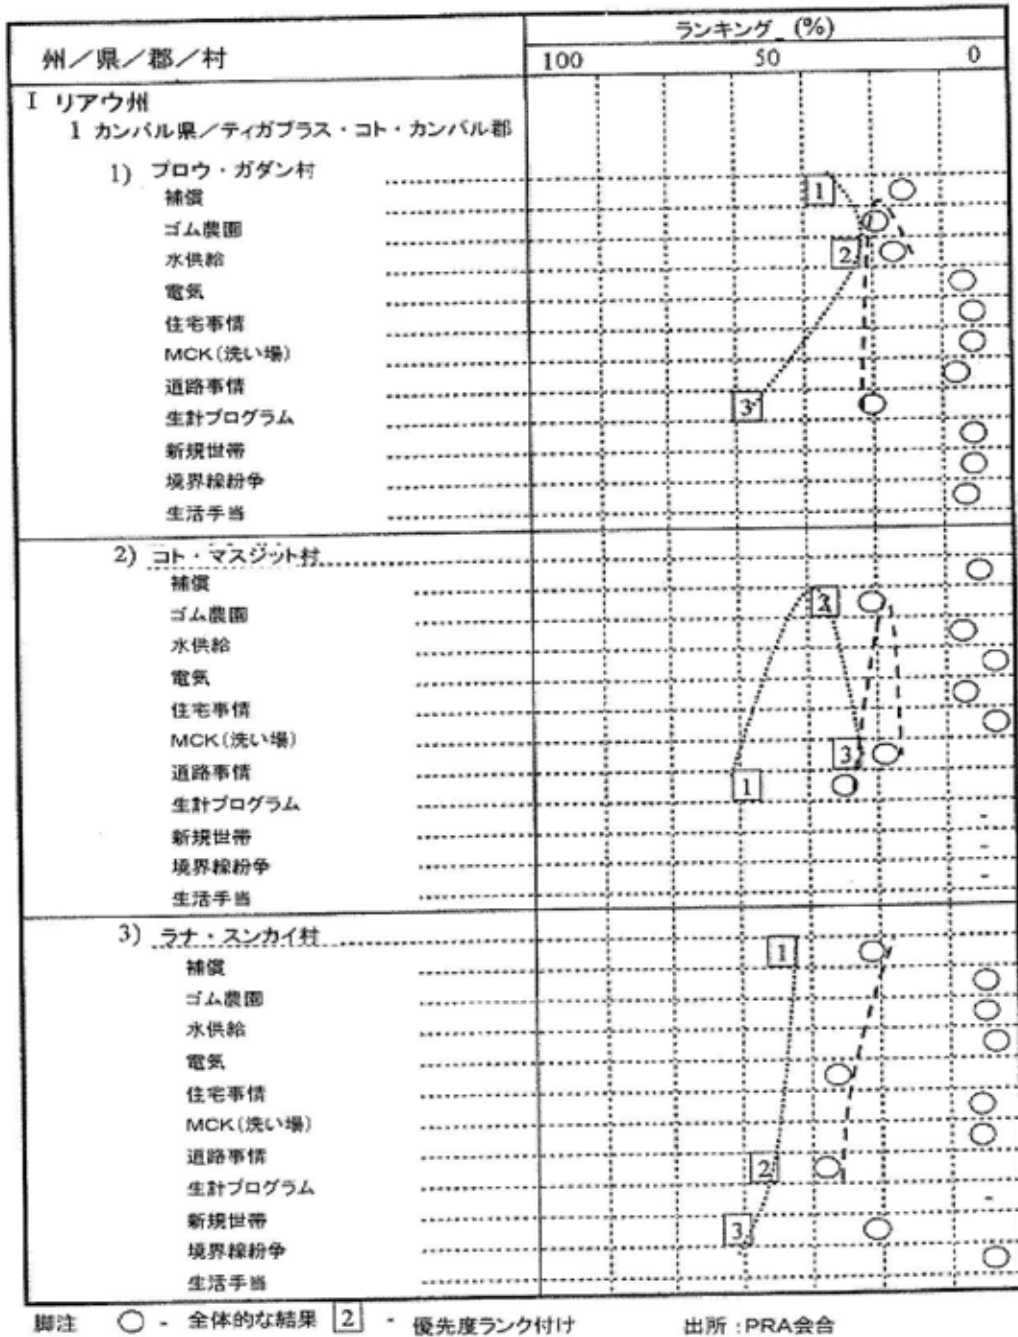 州／県／郡／村
ランキング (%)
100 50 0
I リアウ州
1 カンパル県／ティガブラス・コト・カンパル郡
1) プロウ・ガダン村
補償 1
ゴム農園
水供給 2
電気
住宅事情
MCK(洗い場)
道路事情
生計プログラム 3
新規世帯
境界線紛争
生活手当
2) コト・マスジット村
補償
ゴム農園 2
水供給
電気
住宅事情
MCK(洗い場)
道路事情 3
生計プログラム 1
新規世帯 -
境界線紛争 -
生活手当 -
3) ラナ・スンカイ村
補償 1
ゴム農園
水供給
電気
住宅事情
MCK(洗い場)
道路事情
生計プログラム 2
新規世帯 -
境界線紛争 3
生活手当
脚注 ○ - 全体的な結果 2 - 優先度ランク付け 出所：PRA会合